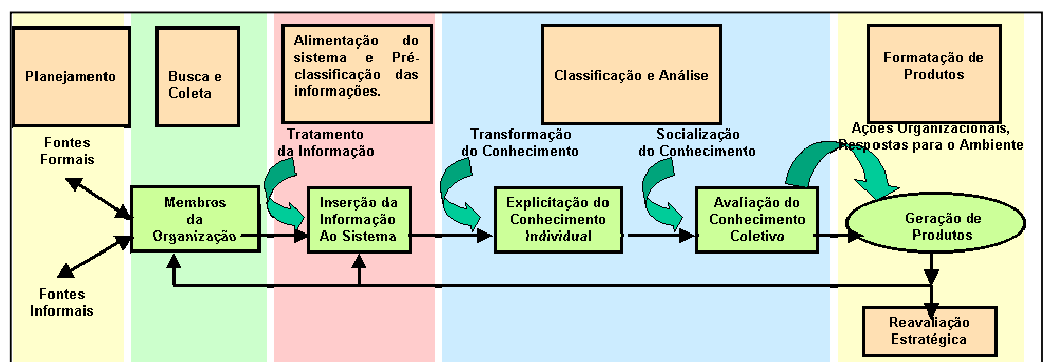 Planejamento
Busca e
Coleta
Alimentação do
sistema e Pré-
classificação das
informações.
Classificação e Análise
Formatação de
Produtos
Fontes
Formais
Tratamento
da Informação
Transformação
do Conhecimento
Socialização
do Conhecimento
Ações Organizacionais,
Respostas para o Ambiente
Membros
da
Organização
Inserção da
Informação
Ao Sistema
Explicitação do
Conhecimento
Individual
Avaliação do
Conhecimento
Coletivo
Geração de
Produtos
Fontes
Informais
Reavaliação
Estratégica